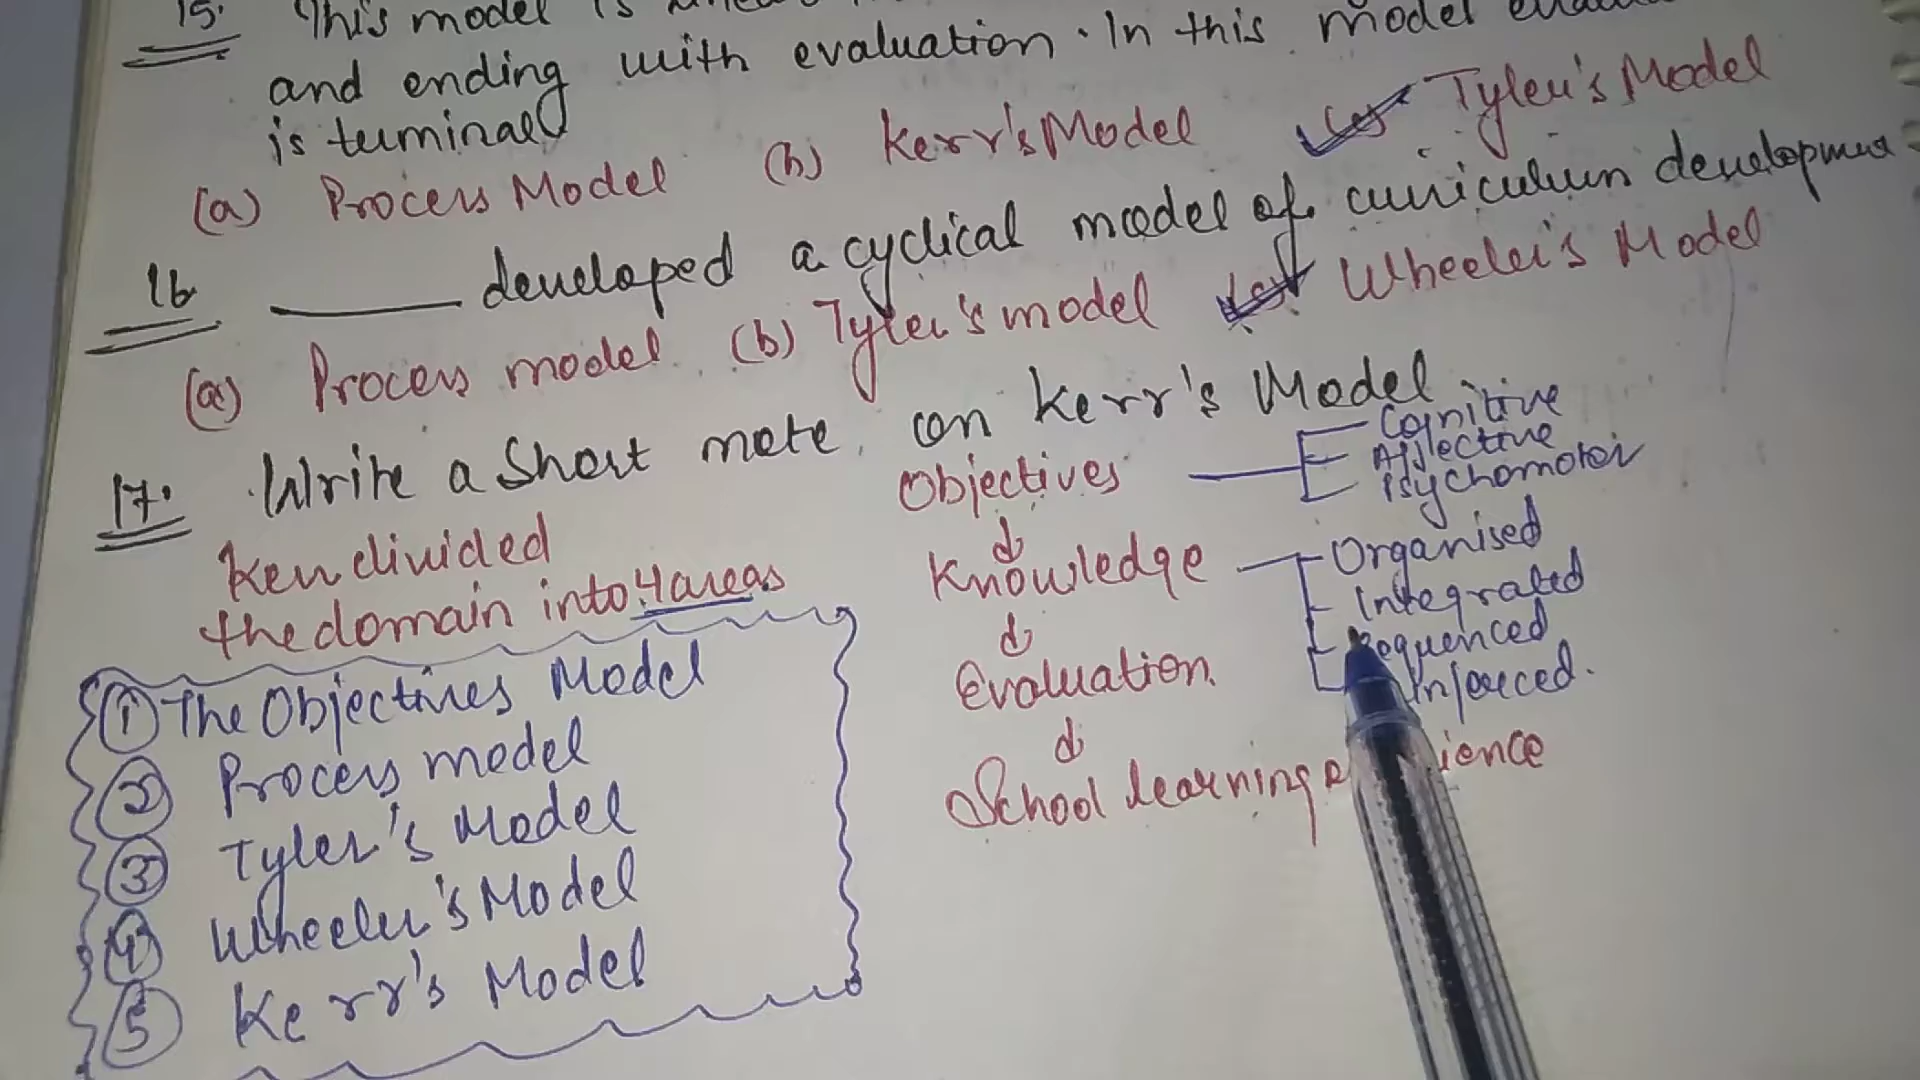 15. This model is
and ending with evaluation. In this model
is terminal
(a) Process Model (b) Kerr's Model (c) Tyler's Model
16 ______ developed a cyclical model of curriculum development
(a) Process model (b) Tyler's model (c) Wheeler's Model
17. Write a Short note on Kerr's Model.
Kerr divided
the domain into 4 areas
Objectives
Cognitive
Affective
Psychomotor
Knowledge
Organised
Integrated
Sequenced
Evaluation
School learning
① The Objectives Model
② Process model
③ Tyler's Model
④ Wheeler's Model
⑤ Kerr's Model